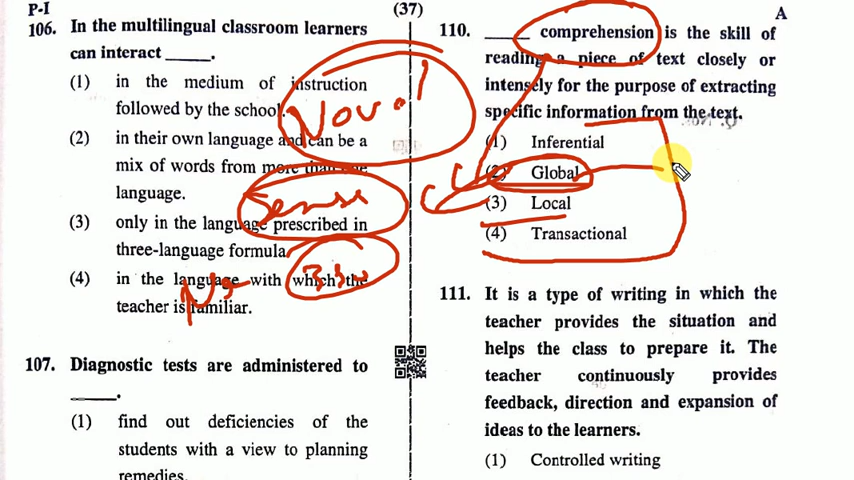 P-I
(37)
A
106. In the multilingual classroom learners
can interact _____.
(1) in the medium of instruction
followed by the school.
(2) in their own language and can be a
mix of words from more than one
language.
(3) only in the language prescribed in
three-language formula.
(4) in the language with which the
teacher is familiar.
107. Diagnostic tests are administered to
_____.
(1) find out deficiencies of the
students with a view to planning
remedies.
110. _____ comprehension is the skill of
reading a piece of text closely or
intensely for the purpose of extracting
specific information from the text.
(1) Inferential
(2) Global
(3) Local
(4) Transactional
111. It is a type of writing in which the
teacher provides the situation and
helps the class to prepare it. The
teacher continuously provides
feedback, direction and expansion of
ideas to the learners.
(1) Controlled writing